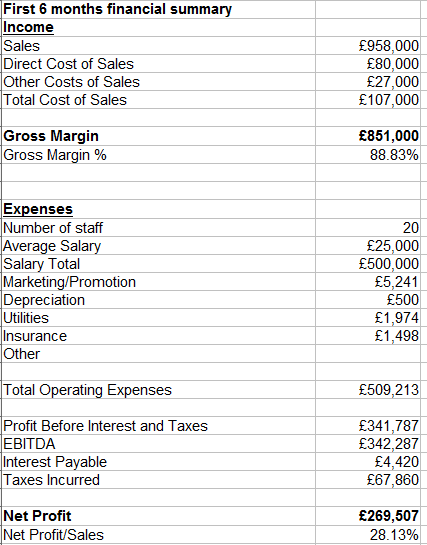 First 6 months financial summary
Income
Sales £958,000
Direct Cost of Sales £80,000
Other Costs of Sales £27,000
Total Cost of Sales £107,000
Gross Margin £851,000
Gross Margin % 88.83%
Expenses
Number of staff 20
Average Salary £25,000
Salary Total £500,000
Marketing/Promotion £5,241
Depreciation £500
Utilities £1,974
Insurance £1,498
Other
Total Operating Expenses £509,213
Profit Before Interest and Taxes £341,787
EBITDA £342,287
Interest Payable £4,420
Taxes Incurred £67,860
Net Profit £269,507
Net Profit/Sales 28.13%